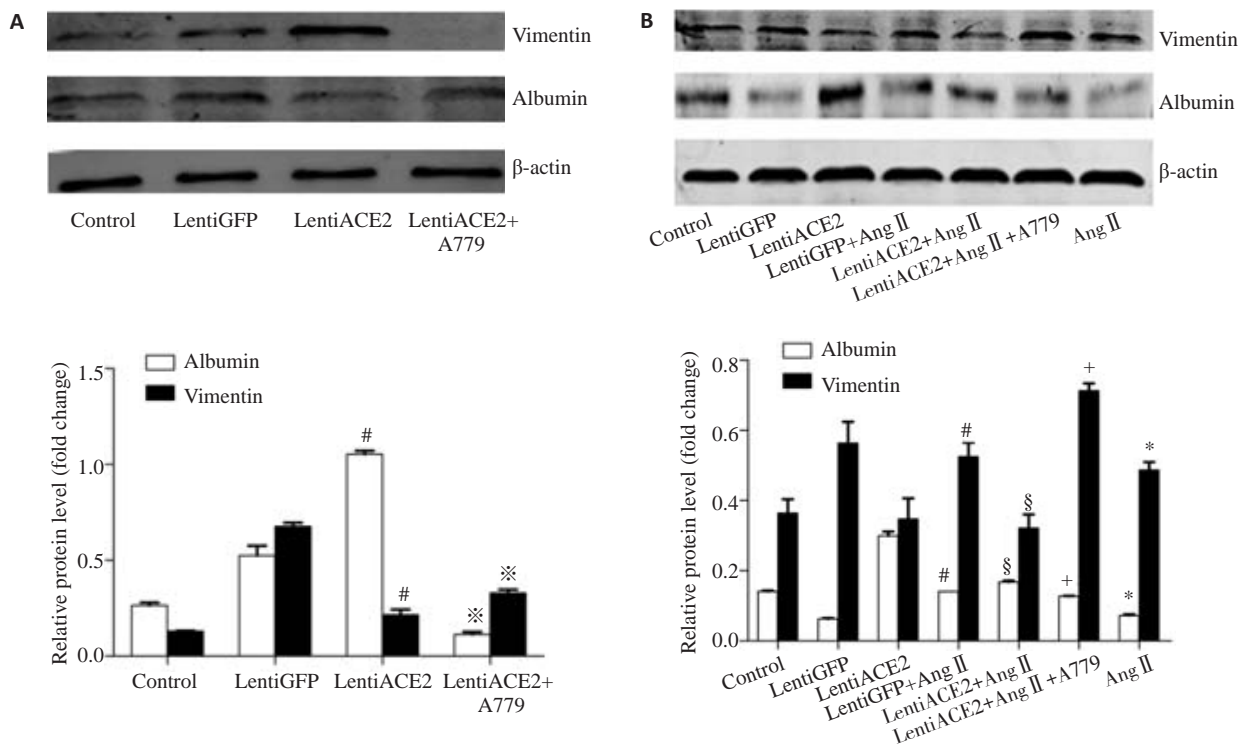 A
Vimentin
Albumin
β-actin
Control LentiGFP LentiACE2 LentiACE2+
A779
B
Vimentin
Albumin
β-actin
Control
LentiGFP
LentiACE2
LentiGFP+Ang Ⅱ
LentiACE2+Ang Ⅱ
LentiACE2+Ang Ⅱ +A779
Ang Ⅱ
Relative protein level (fold change)
1.5
1.0
0.5
0.0
Albumin
Vimentin
#
#
※
※
Control LentiGFP LentiACE2 LentiACE2+
A779
Relative protein level (fold change)
0.8
0.6
0.4
0.2
0.0
Albumin
Vimentin
#
#
§
§
+
+
*
*
Control
LentiGFP
LentiACE2
LentiGFP+Ang Ⅱ
LentiACE2+Ang Ⅱ
LentiACE2+Ang Ⅱ +A779
Ang Ⅱ